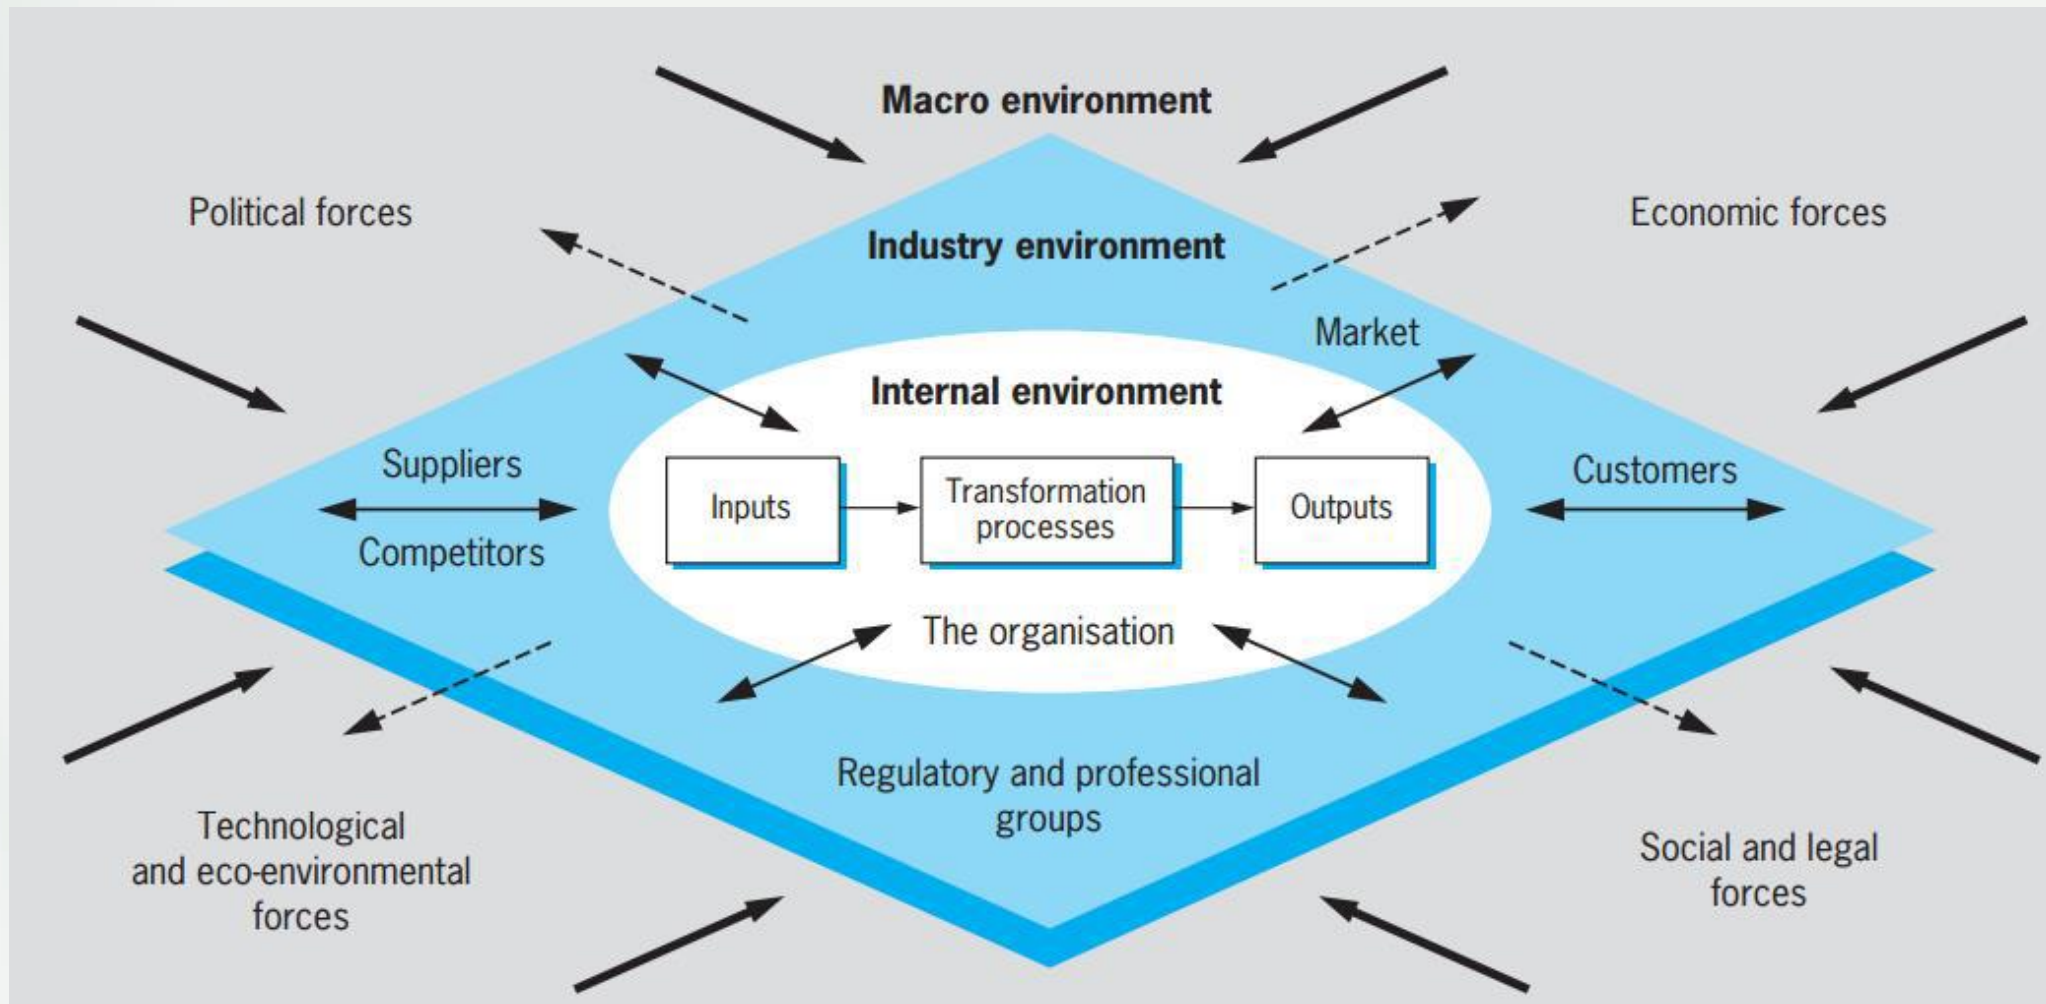 Macro environment
Political forces
Economic forces
Industry environment
Market
Internal environment
Suppliers
Customers
Inputs
Transformation
processes
Outputs
Competitors
The organisation
Regulatory and professional
groups
Technological
and eco-environmental
forces
Social and legal
forces